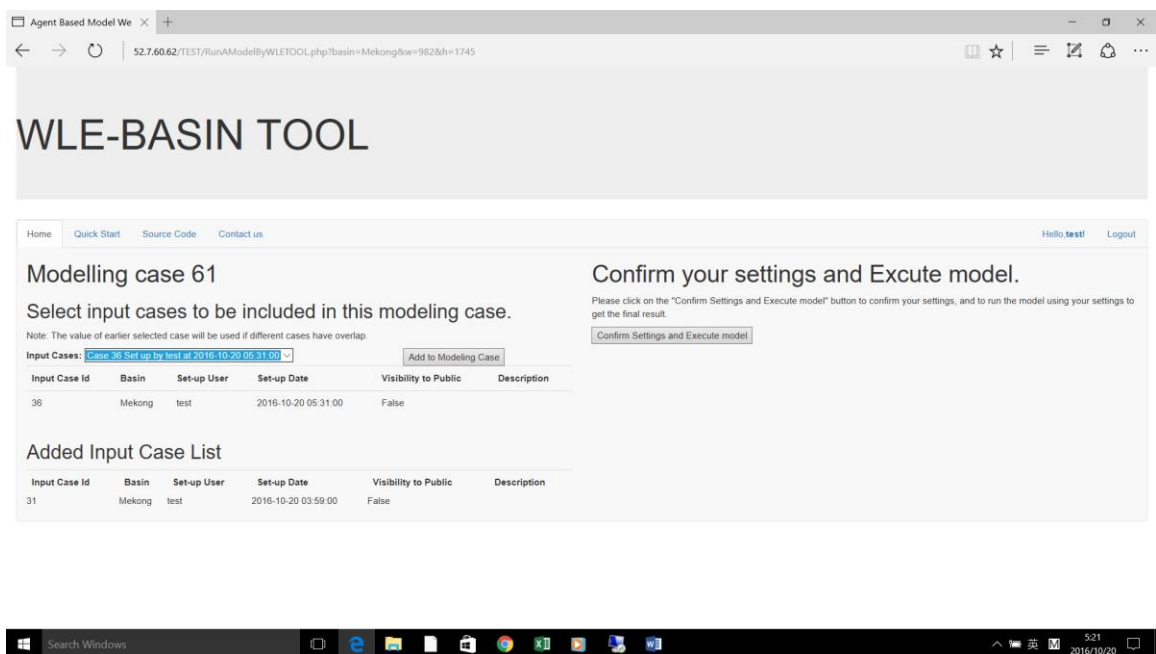 Agent Based Model We
52.7.60.62/TEST/RunAModelByWLETOOL.php?basin=Mekong&w=982&h=1745
WLE-BASIN TOOL
Home Quick Start Source Code Contact us Hello,test! Logout
Modelling case 61
Select input cases to be included in this modeling case.
Note: The value of earlier selected case will be used if different cases have overlap.
Input Cases: Case 36 Set up by test at 2016-10-20 05:31:00 Add to Modeling Case
Input Case Id Basin Set-up User Set-up Date Visibility to Public Description
36 Mekong test 2016-10-20 05:31:00 False
Added Input Case List
Input Case Id Basin Set-up User Set-up Date Visibility to Public Description
31 Mekong test 2016-10-20 03:59:00 False
Confirm your settings and Excute model.
Please click on the "Confirm Settings and Execute model" button to confirm your settings, and to run the model using your settings to
get the final result.
Confirm Settings and Execute model
Search Windows
英 M 5:21
2016/10/20